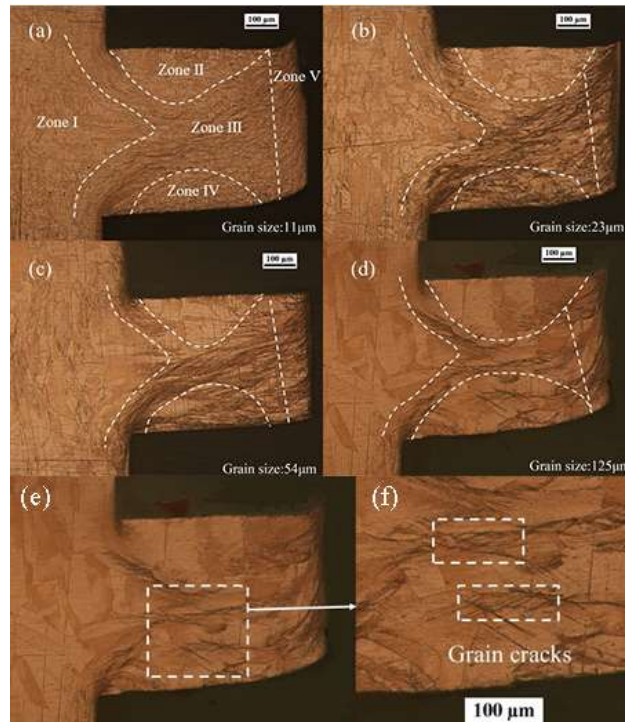 100 μm
(a)
Zone II
Zone V
Zone I
Zone III
Zone IV
Grain size:11μm
100 μm
(b)
Grain size:23μm
100 μm
(c)
Grain size:54μm
100 μm
(d)
Grain size:125μm
(e)
(f)
Grain cracks
100 μm